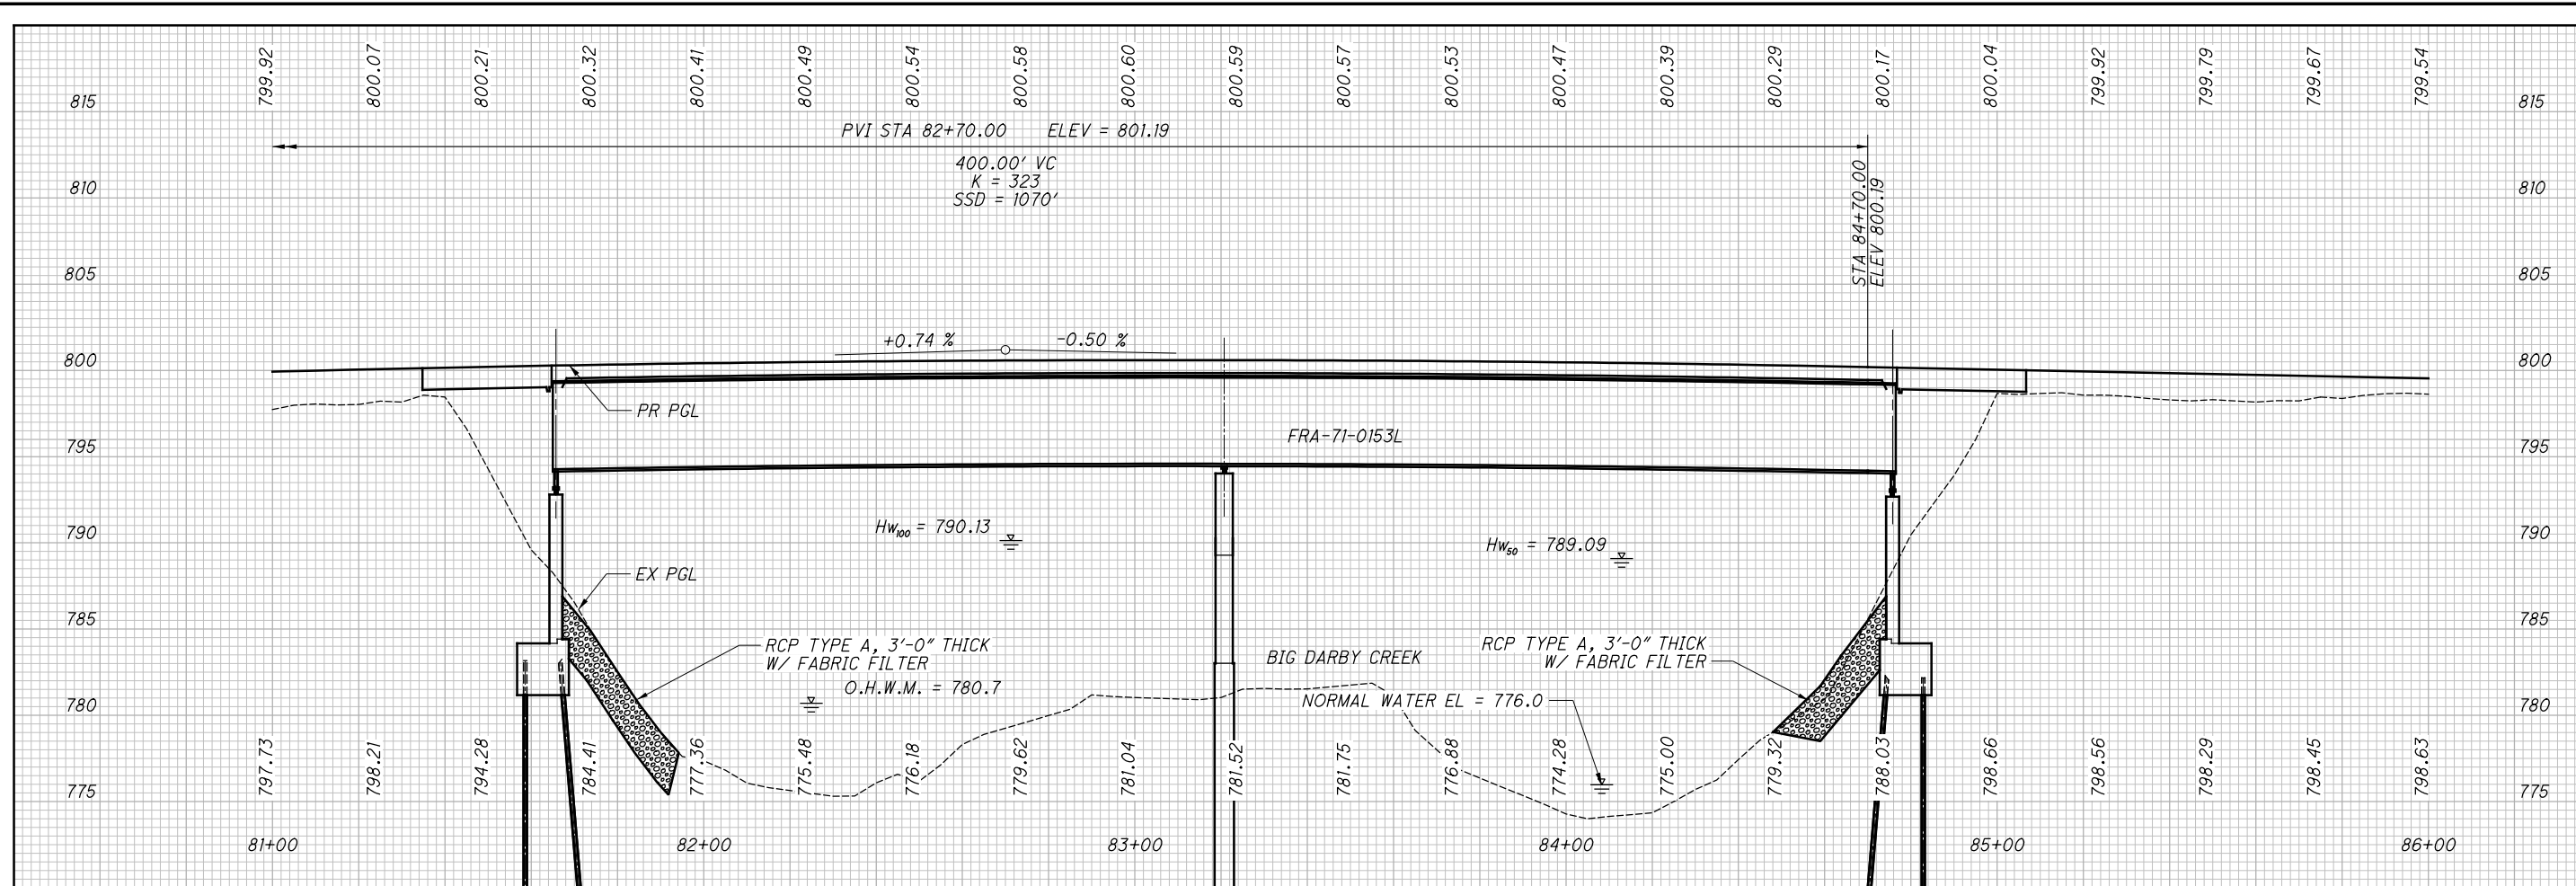 799.92 800.07 800.21 800.32 800.41 800.49 800.54 800.58 800.60 800.59 800.57 800.53 800.47 800.39 800.29 800.17 800.04 799.92 799.79 799.67 799.54
815 815
PVI STA 82+70.00 ELEV = 801.19
400.00' VC
K = 323
SSD = 1070'
STA 84+70.00
ELEV 800.19
810 810
805 805
+0.74 % -0.50 %
800 800
PR PGL
FRA-71-0153L
795 795
Hw100 = 790.13
790 790
Hw50 = 789.09
EX PGL
785 785
RCP TYPE A, 3'-0" THICK
W/ FABRIC FILTER
BIG DARBY CREEK
RCP TYPE A, 3'-0" THICK
W/ FABRIC FILTER
O.H.W.M. = 780.7
NORMAL WATER EL = 776.0
780 780
797.73 798.21 794.28 784.41 777.36 775.48 776.18 779.62 781.04 781.52 781.75 776.88 774.28 775.00 779.32 788.03 798.66 798.56 798.29 798.45 798.63
775 775
81+00 82+00 83+00 84+00 85+00 86+00